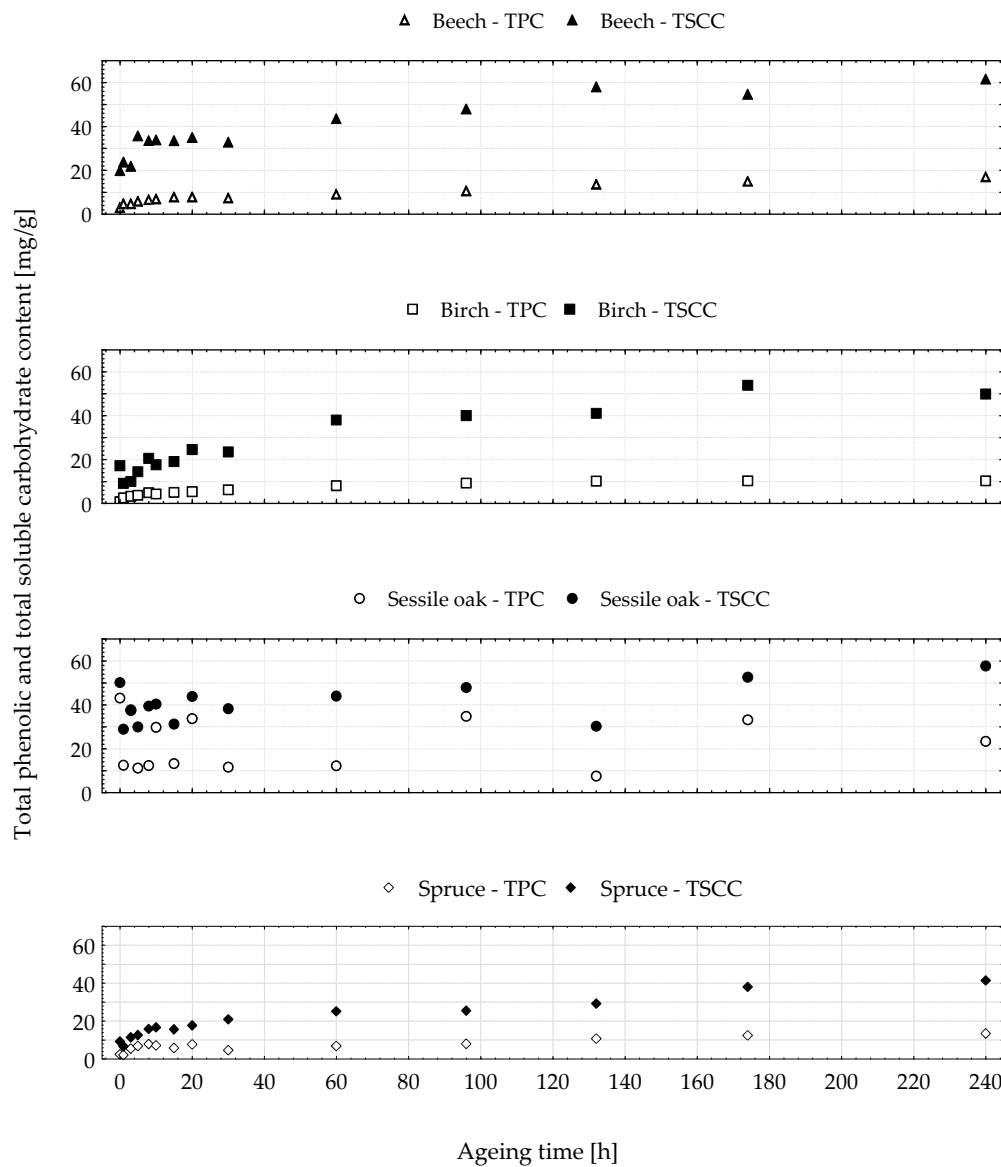 Beech - TPC Beech - TSCC
60
40
20
0
Birch - TPC Birch - TSCC
60
40
20
0
Sessile oak - TPC Sessile oak - TSCC
60
40
20
0
Spruce - TPC Spruce - TSCC
60
40
20
0
0 20 40 60 80 100 120 140 160 180 200 220 240
Ageing time [h]
Total phenolic and total soluble carbohydrate content [mg/g]